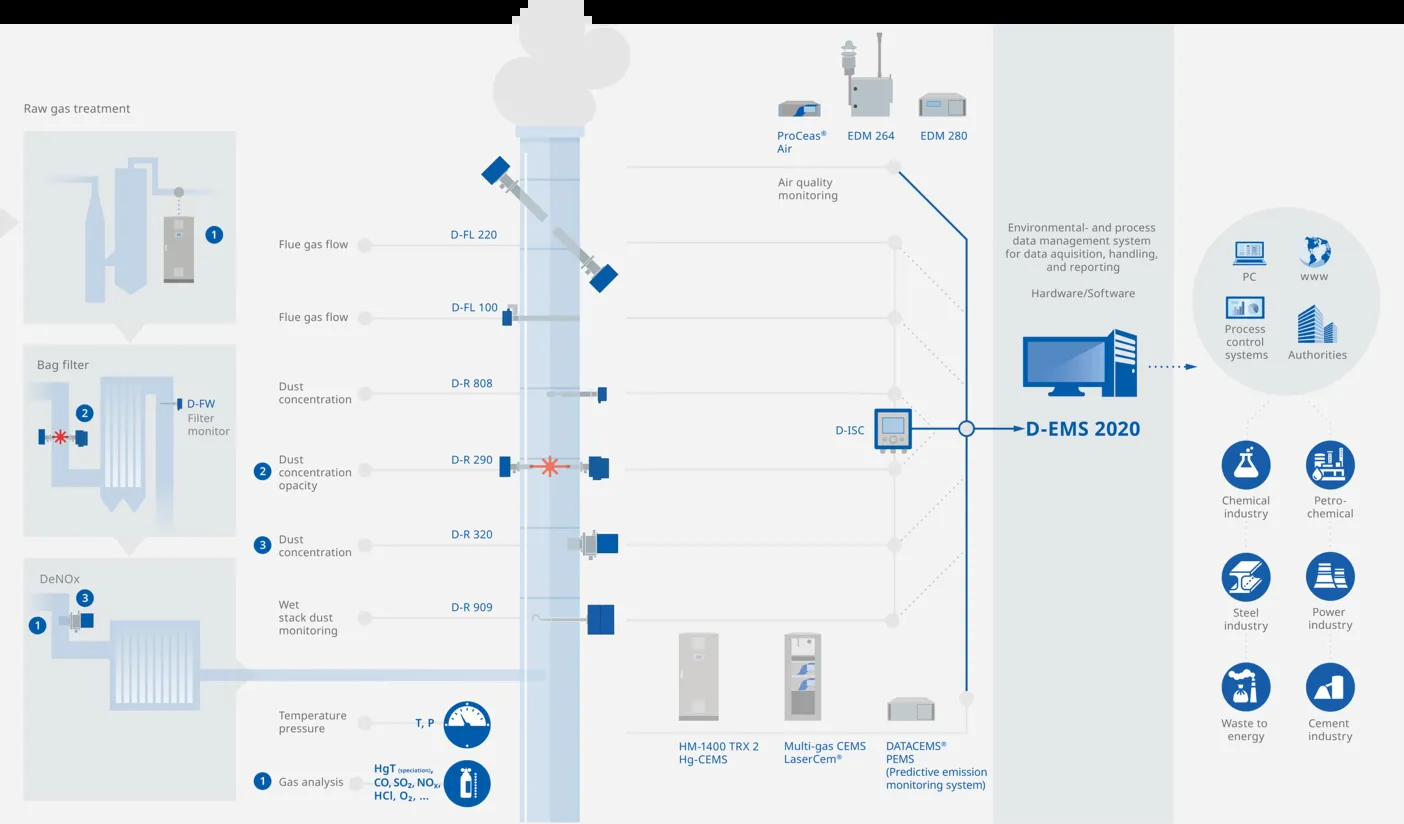 Raw gas treatment
1
Bag filter
2
D-FW
Filter
monitor
DeNOx
3
1
Flue gas flow
D-FL 220
Flue gas flow
D-FL 100
Dust
concentration
D-R 808
2
Dust
concentration
opacity
D-R 290
3
Dust
concentration
D-R 320
Wet
stack dust
monitoring
D-R 909
Temperature
pressure
T, P
1
Gas analysis
HgT (speciation),
CO, SO₂, NOₓ,
HCl, O₂, ...
ProCeas®
Air
EDM 264
EDM 280
Air quality
monitoring
D-ISC
HM-1400 TRX 2
Hg-CEMS
Multi-gas CEMS
LaserCem®
DATACEMS®
PEMS
(Predictive emission
monitoring system)
Environmental- and process
data management system
for data aquisition, handling,
and reporting
Hardware/Software
D-EMS 2020
PC
www
Process
control
systems
Authorities
Chemical
industry
Petro-
chemical
Steel
industry
Power
industry
Waste to
energy
Cement
industry